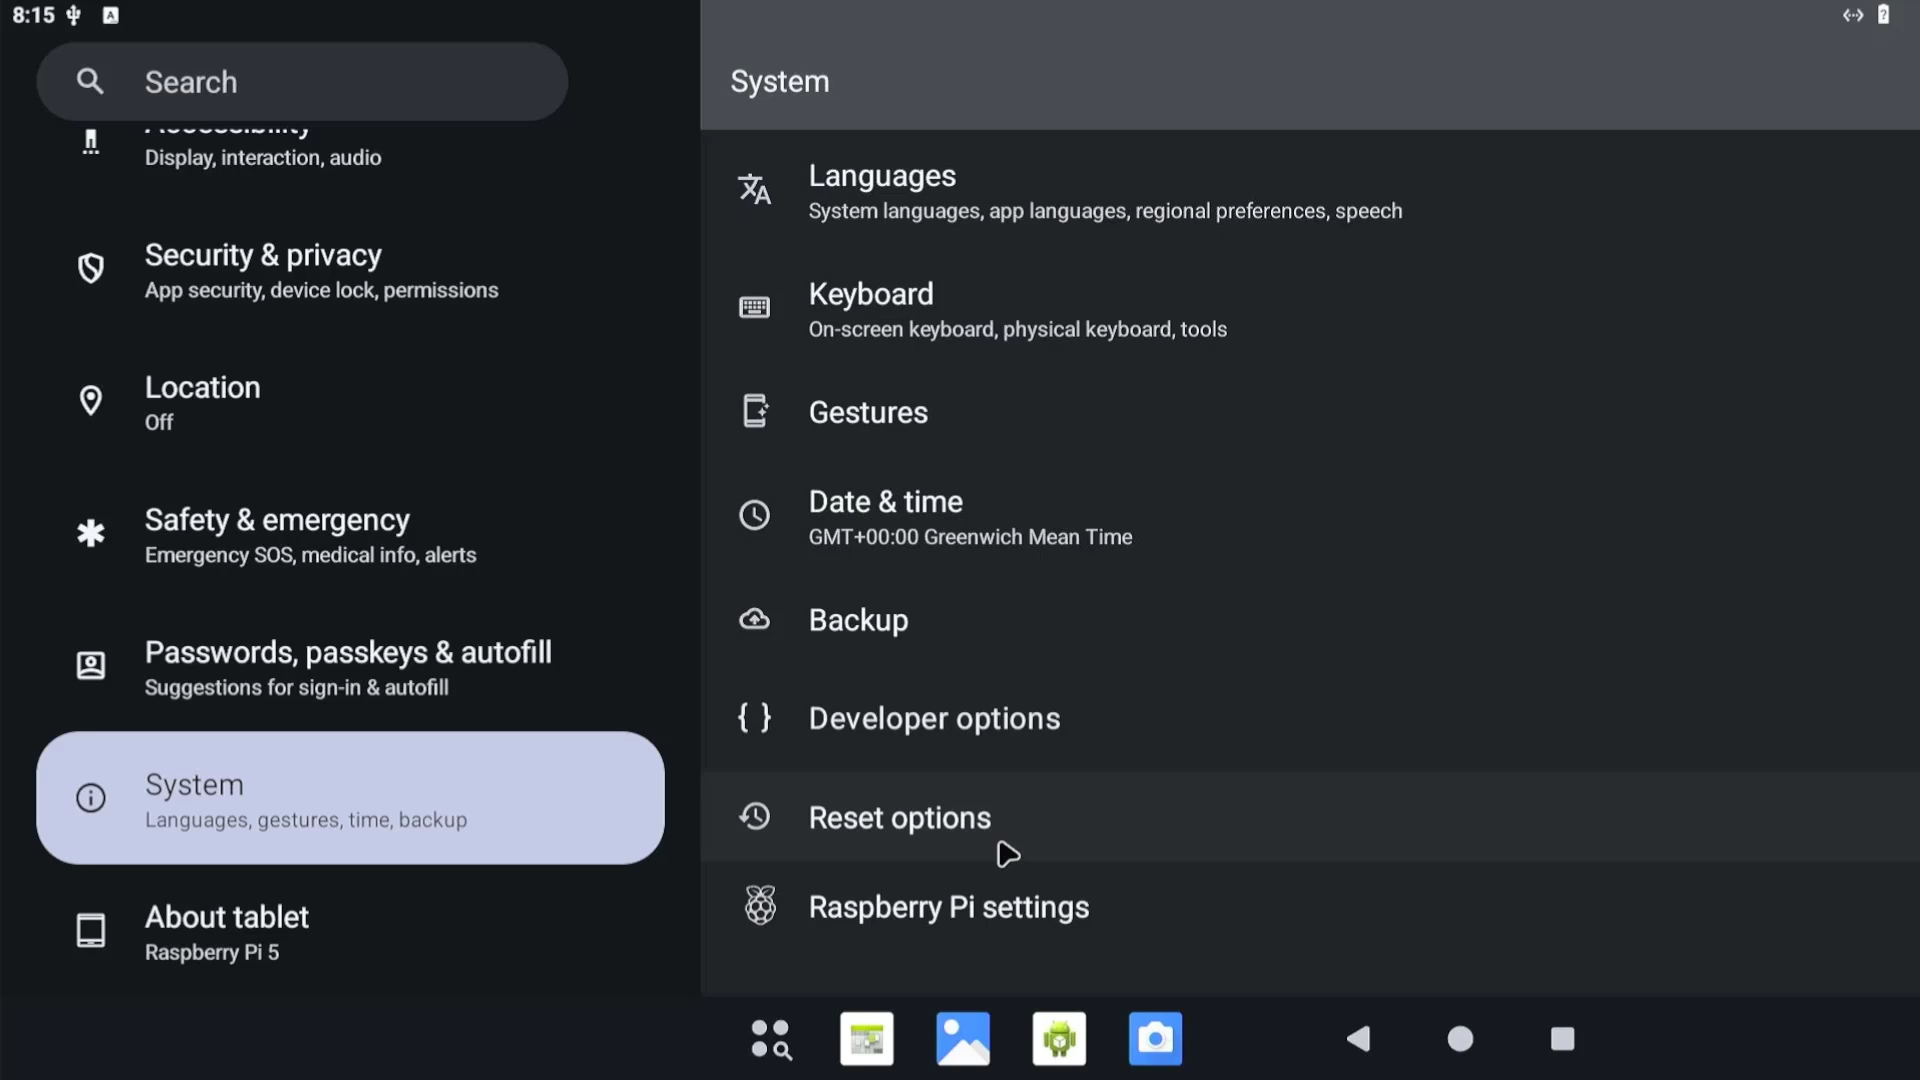 8:15
Search
Accessibility
Display, interaction, audio
Security & privacy
App security, device lock, permissions
Location
Off
Safety & emergency
Emergency SOS, medical info, alerts
Passwords, passkeys & autofill
Suggestions for sign-in & autofill
System
Languages, gestures, time, backup
About tablet
Raspberry Pi 5
System
Languages
System languages, app languages, regional preferences, speech
Keyboard
On-screen keyboard, physical keyboard, tools
Gestures
Date & time
GMT+00:00 Greenwich Mean Time
Backup
Developer options
Reset options
Raspberry Pi settings